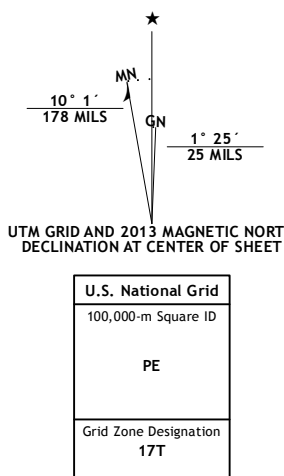 ★
MN
GN
10° 1´
178 MILS
1° 25´
25 MILS
UTM GRID AND 2013 MAGNETIC NORT
DECLINATION AT CENTER OF SHEET
U.S. National Grid
100,000-m Square ID
PE
Grid Zone Designation
17T